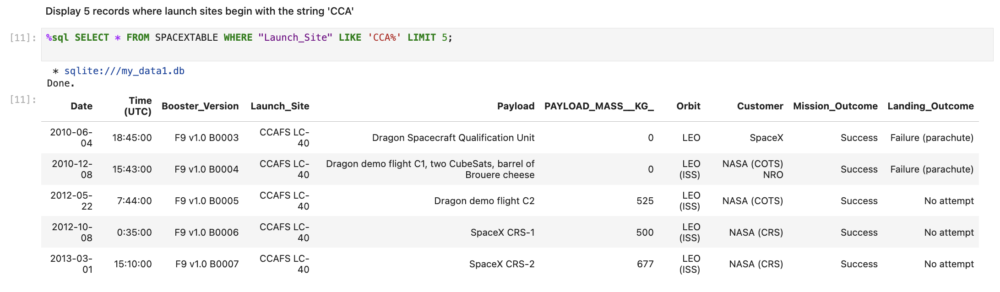 Display 5 records where launch sites begin with the string 'CCA'
[11]: %sql SELECT * FROM SPACEXTABLE WHERE "Launch_Site" LIKE 'CCA%' LIMIT 5;
* sqlite:///my_data1.db
Done.
[11]:
Date Time (UTC) Booster_Version Launch_Site Payload PAYLOAD_MASS__KG_ Orbit Customer Mission_Outcome Landing_Outcome
2010-06-04 18:45:00 F9 v1.0 B0003 CCAFS LC-40 Dragon Spacecraft Qualification Unit 0 LEO SpaceX Success Failure (parachute)
2010-12-08 15:43:00 F9 v1.0 B0004 CCAFS LC-40 Dragon demo flight C1, two CubeSats, barrel of Brouere cheese 0 LEO (ISS) NASA (COTS) NRO Success Failure (parachute)
2012-05-22 7:44:00 F9 v1.0 B0005 CCAFS LC-40 Dragon demo flight C2 525 LEO (ISS) NASA (COTS) Success No attempt
2012-10-08 0:35:00 F9 v1.0 B0006 CCAFS LC-40 SpaceX CRS-1 500 LEO (ISS) NASA (CRS) Success No attempt
2013-03-01 15:10:00 F9 v1.0 B0007 CCAFS LC-40 SpaceX CRS-2 677 LEO (ISS) NASA (CRS) Success No attempt